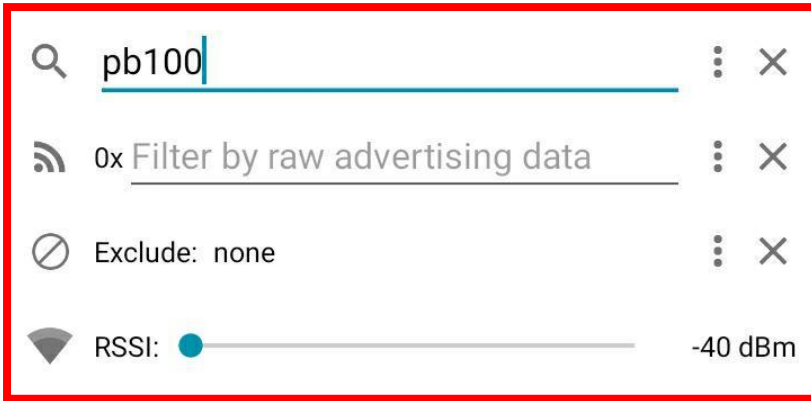 pb100
0x Filter by raw advertising data
Exclude: none
RSSI: -40 dBm